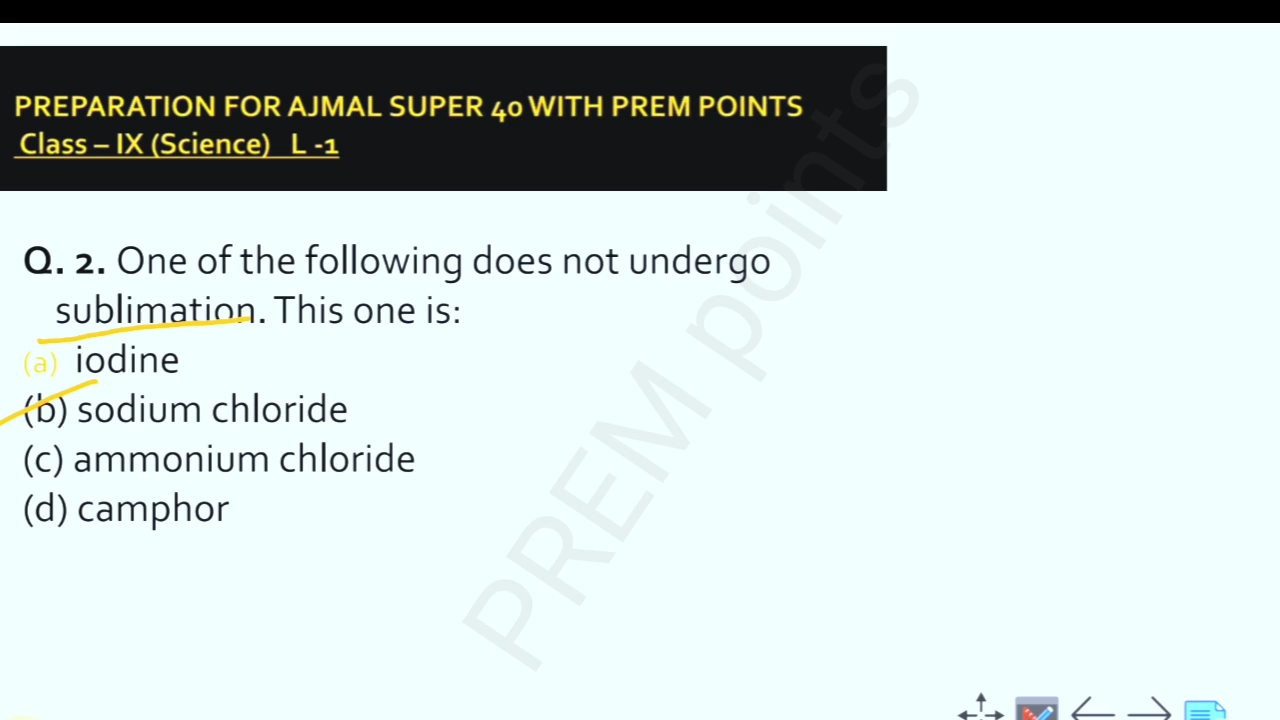 PREPARATION FOR AJMAL SUPER 40 WITH PREM POINTS
Class – IX (Science) L -1
Q. 2. One of the following does not undergo
sublimation. This one is:
(a) iodine
(b) sodium chloride
(c) ammonium chloride
(d) camphor
PREM points